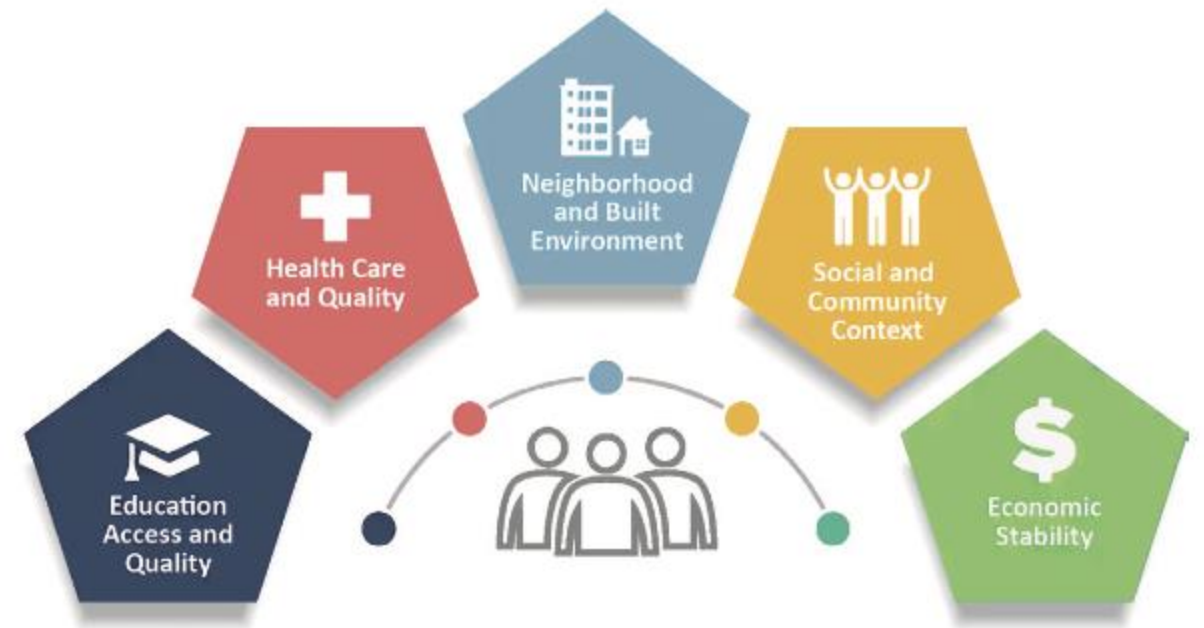 Education
Access and
Quality
Health Care
and Quality
Neighborhood
and Built
Environment
Social and
Community
Context
$
Economic
Stability